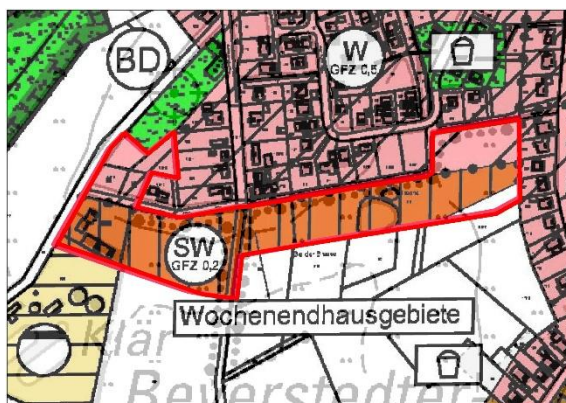 BD
W
GFZ 0,5
SW
GFZ 0,2
Wochenendhausgebiete
Klär
Beverstedter